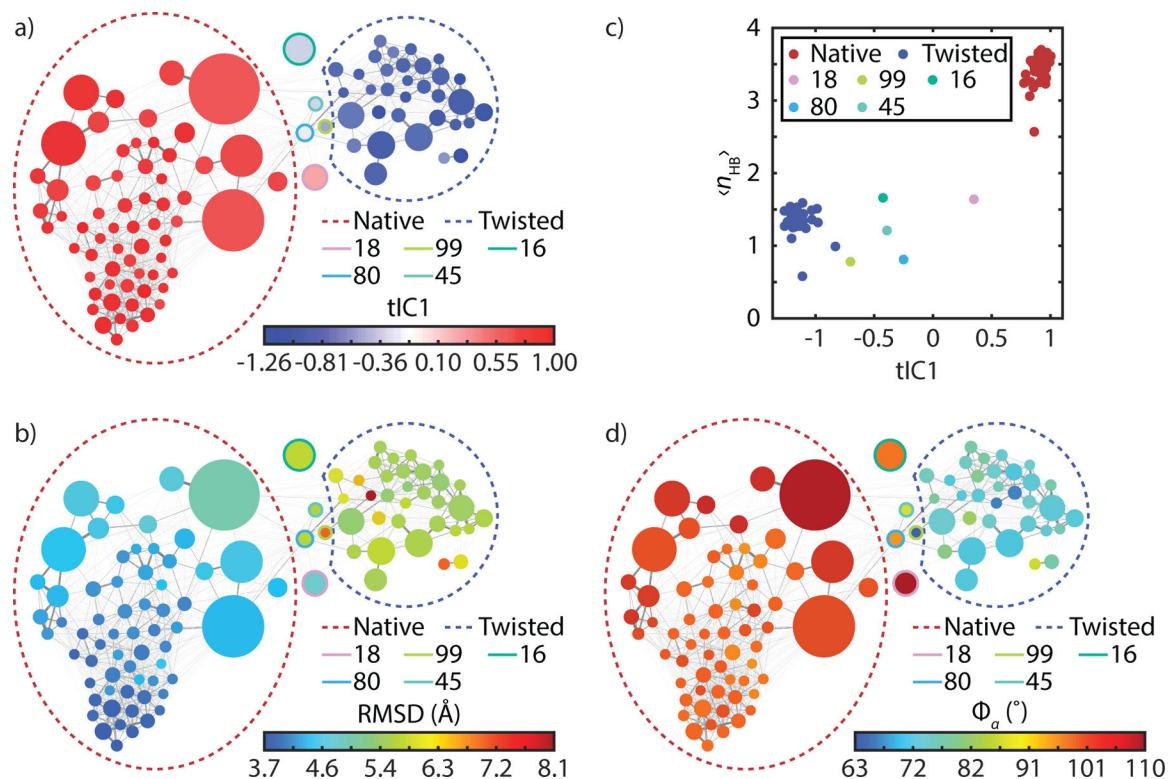 a)
Native Twisted
18 99 16
80 45
tIC1
-1.26 -0.81 -0.36 0.10 0.55 1.00
c)
4
3
2
1
0
⟨nHB⟩
Native Twisted
18 99 16
80 45
-1 -0.5 0 0.5 1
tIC1
b)
Native Twisted
18 99 16
80 45
RMSD (Å)
3.7 4.6 5.4 6.3 7.2 8.1
d)
Native Twisted
18 99 16
80 45
Φα (°)
63 72 82 91 101 110